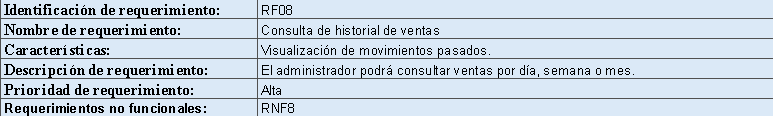 Identificación de requerimiento: RF08
Nombre de requerimiento: Consulta de historial de ventas
Características: Visualización de movimientos pasados.
Descripción de requerimiento: El administrador podrá consultar ventas por día, semana o mes.
Prioridad de requerimiento: Alta
Requerimientos no funcionales: RNF8